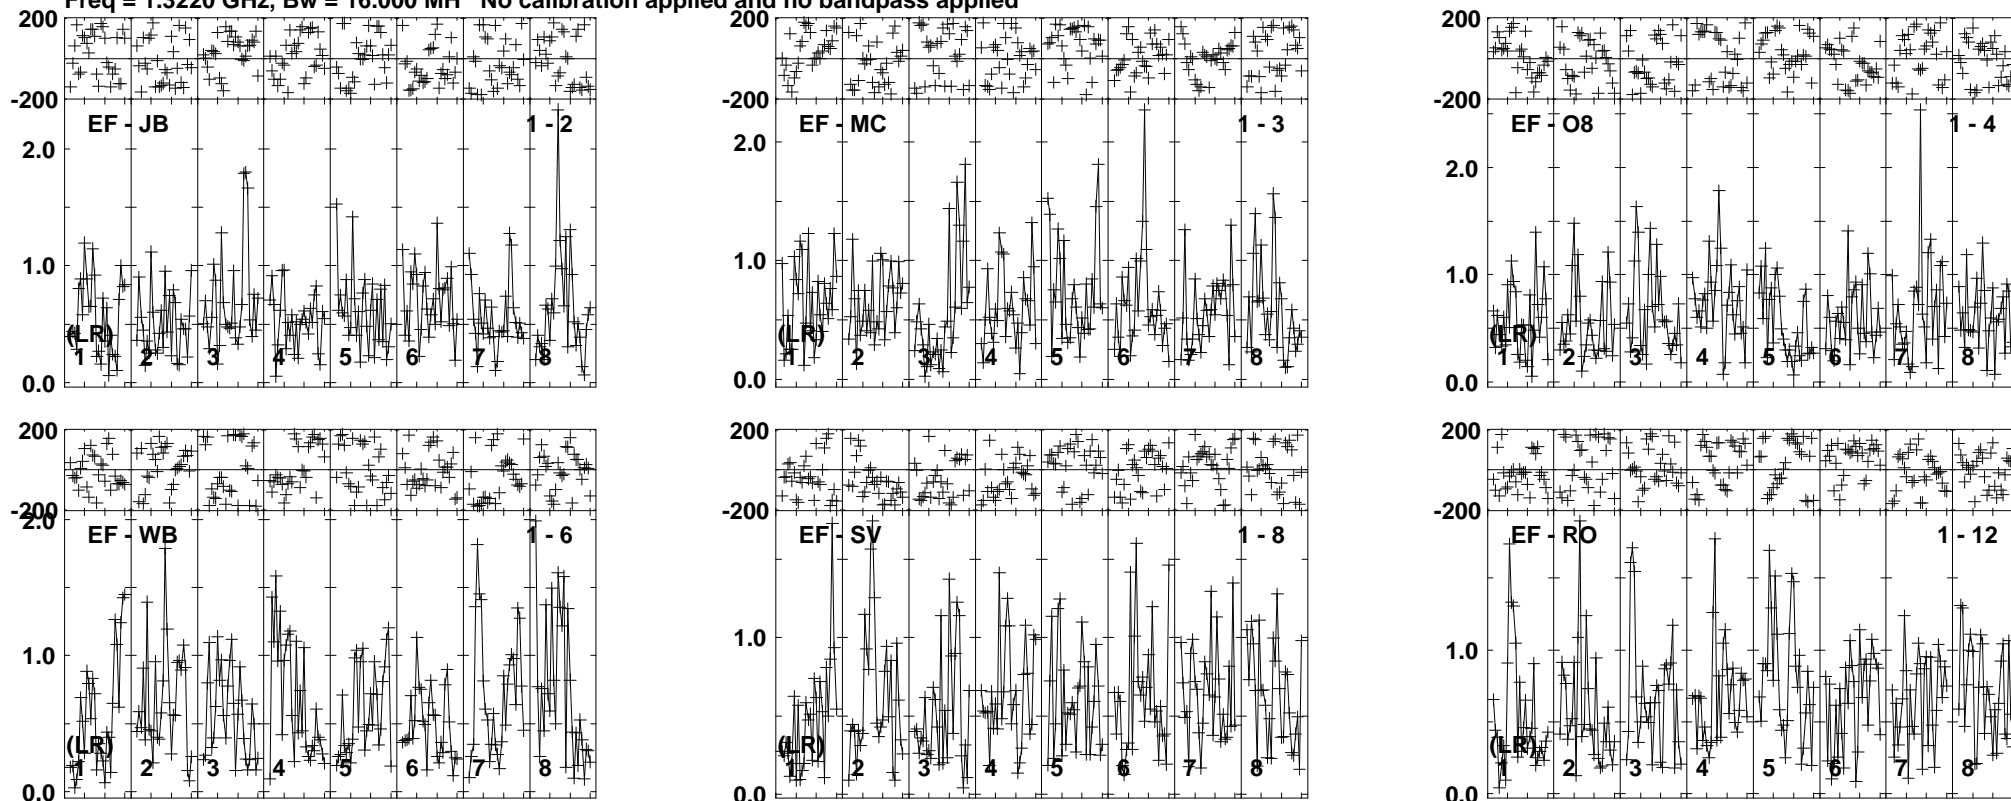 Freq = 1.3220 GHz, Bw = 16.000 MH No calibration applied and no bandpass applied
200
-200
EF - JB
1 - 2
2.0
1.0
0.0
(LR)
1 2 3 4 5 6 7 8
200
-200
EF - MC
1 - 3
2.0
1.0
0.0
(LR)
1 2 3 4 5 6 7 8
200
-200
EF - O8
1 - 4
2.0
1.0
0.0
(LR)
1 2 3 4 5 6 7 8
200
-200
EF - WB
1 - 6
2.0
1.0
0.0
(LR)
1 2 3 4 5 6 7 8
200
-200
EF - SV
1 - 8
1.0
0.0
(LR)
1 2 3 4 5 6 7 8
200
-200
EF - RO
1 - 12
1.0
0.0
(LR)
1 2 3 4 5 6 7 8